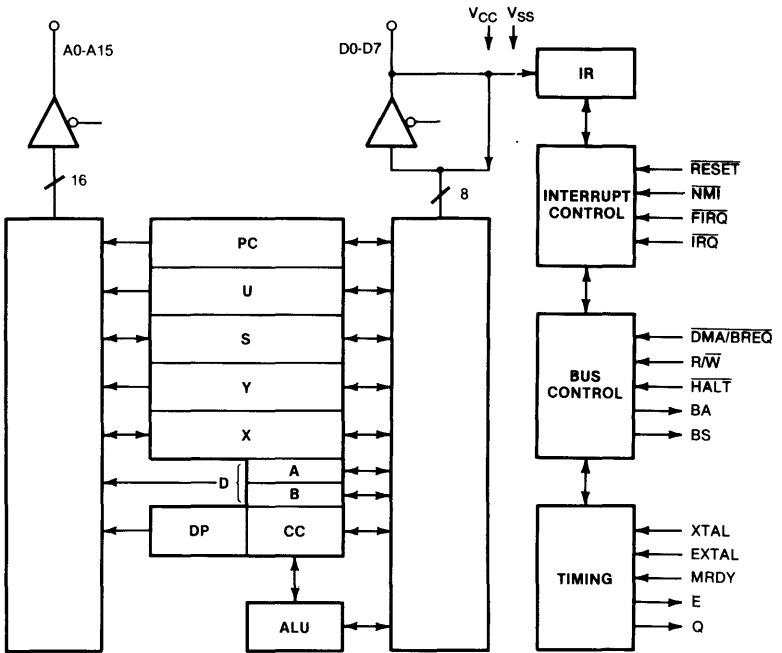 A0-A15
D0-D7
VCC
VSS
IR
16
8
PC
U
S
Y
X
D
A
B
DP
CC
ALU
INTERRUPT
CONTROL
RESET
NMI
FIRQ
IRQ
BUS
CONTROL
DMA/BREQ
R/W
HALT
BA
BS
TIMING
XTAL
EXTAL
MRDY
E
Q